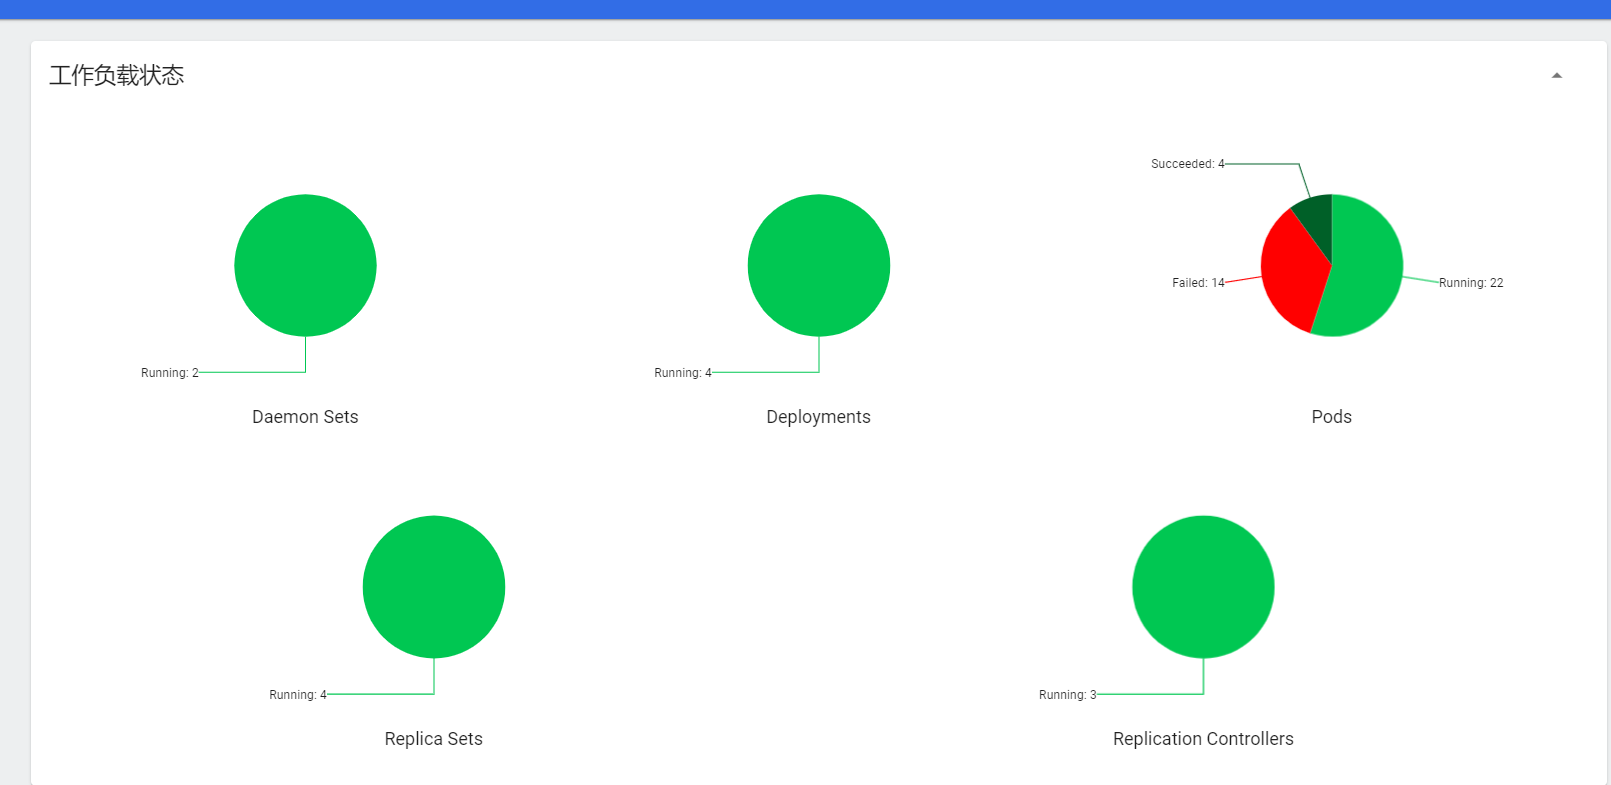 工作负载状态
Running: 2
Daemon Sets
Running: 4
Deployments
Succeeded: 4
Failed: 14
Running: 22
Pods
Running: 4
Replica Sets
Running: 3
Replication Controllers